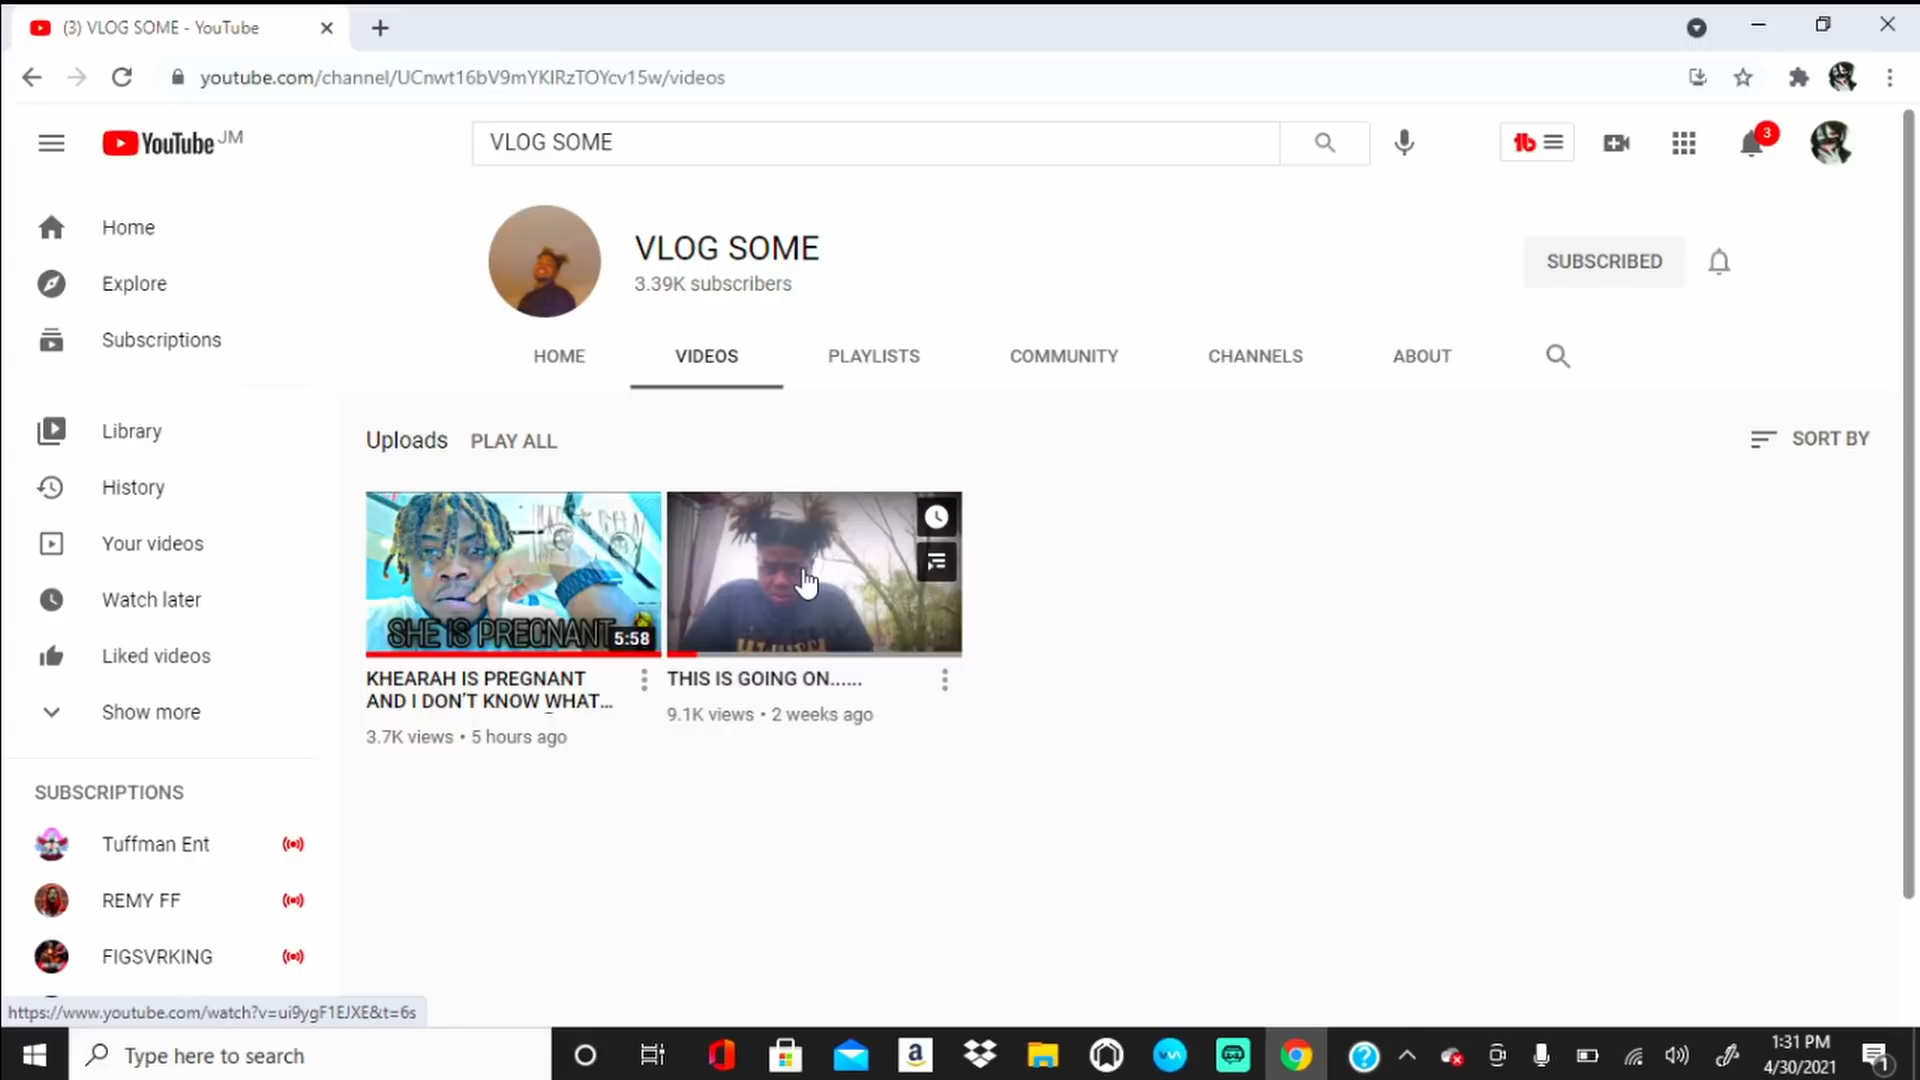 (3) VLOG SOME - YouTube
youtube.com/channel/UCnwt16bV9mYKlRzTOYcv15w/videos
YouTube JM
VLOG SOME
3
Home
Explore
Subscriptions
Library
History
Your videos
Watch later
Liked videos
Show more
SUBSCRIPTIONS
Tuffman Ent
REMY FF
FIGSVRKING
VLOG SOME
3.39K subscribers
SUBSCRIBED
HOME VIDEOS PLAYLISTS COMMUNITY CHANNELS ABOUT
Uploads PLAY ALL
SORT BY
SHE IS PREGNANT
5:58
KHEARAH IS PREGNANT
AND I DON'T KNOW WHAT...
3.7K views • 5 hours ago
THIS IS GOING ON......
9.1K views • 2 weeks ago
https://www.youtube.com/watch?v=ui9ygF1EJXE&t=6s
Type here to search
1:31 PM
4/30/2021
1